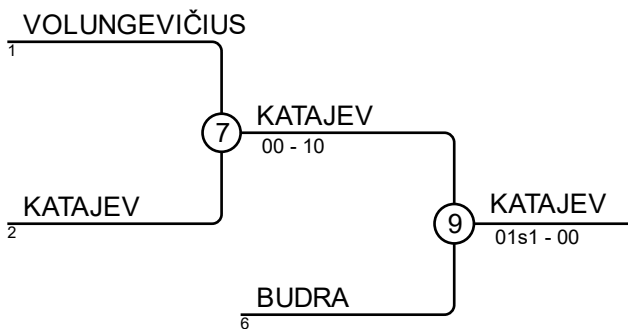 VOLUNGEVIČIUS
1
7
KATAJEV
00 - 10
KATAJEV
2
9
KATAJEV
01s1 - 00
BUDRA
6